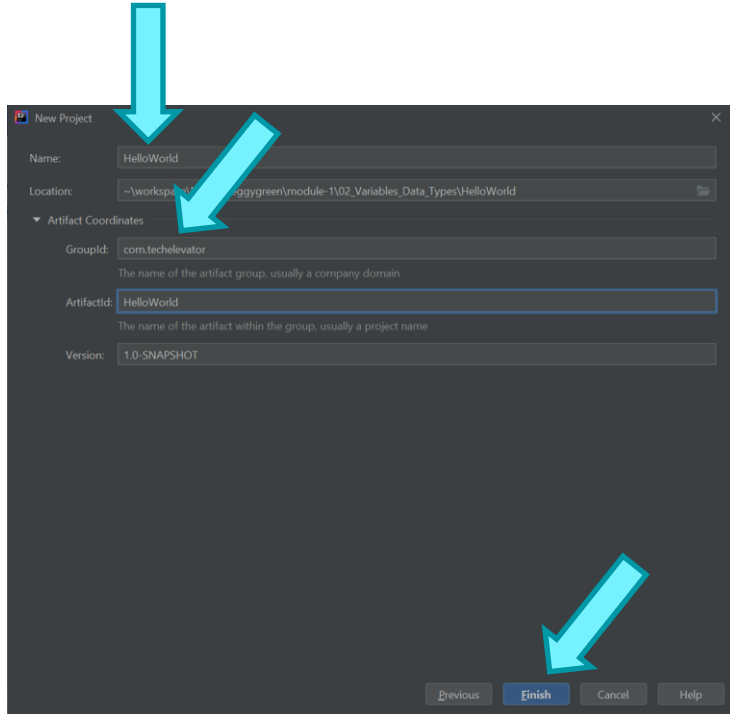 New Project
Name: HelloWorld
Location: ~\workspa eggygreen\module-1\02_Variables_Data_Types\HelloWorld
Artifact Coordinates
GroupId: com.techelevator
The name of the artifact group, usually a company domain
ArtifactId: HelloWorld
The name of the artifact within the group, usually a project name
Version: 1.0-SNAPSHOT
Previous Finish Cancel Help